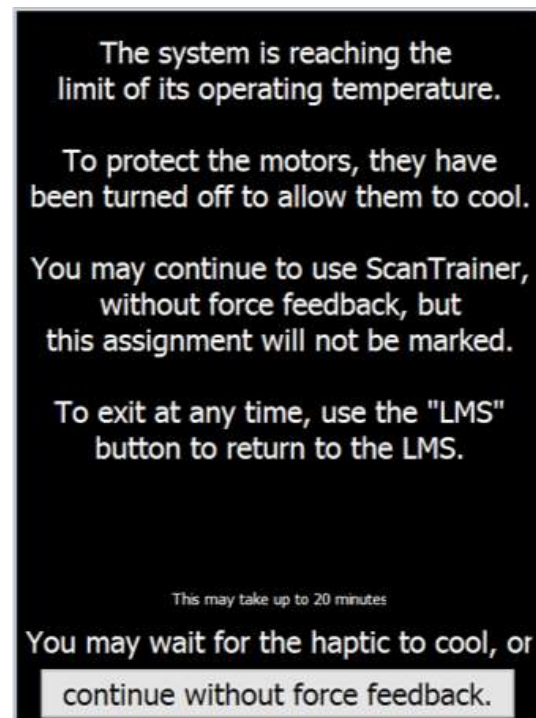 The system is reaching the
limit of its operating temperature.
To protect the motors, they have
been turned off to allow them to cool.
You may continue to use ScanTrainer,
without force feedback, but
this assignment will not be marked.
To exit at any time, use the "LMS"
button to return to the LMS.
This may take up to 20 minutes
You may wait for the haptic to cool, or
continue without force feedback.